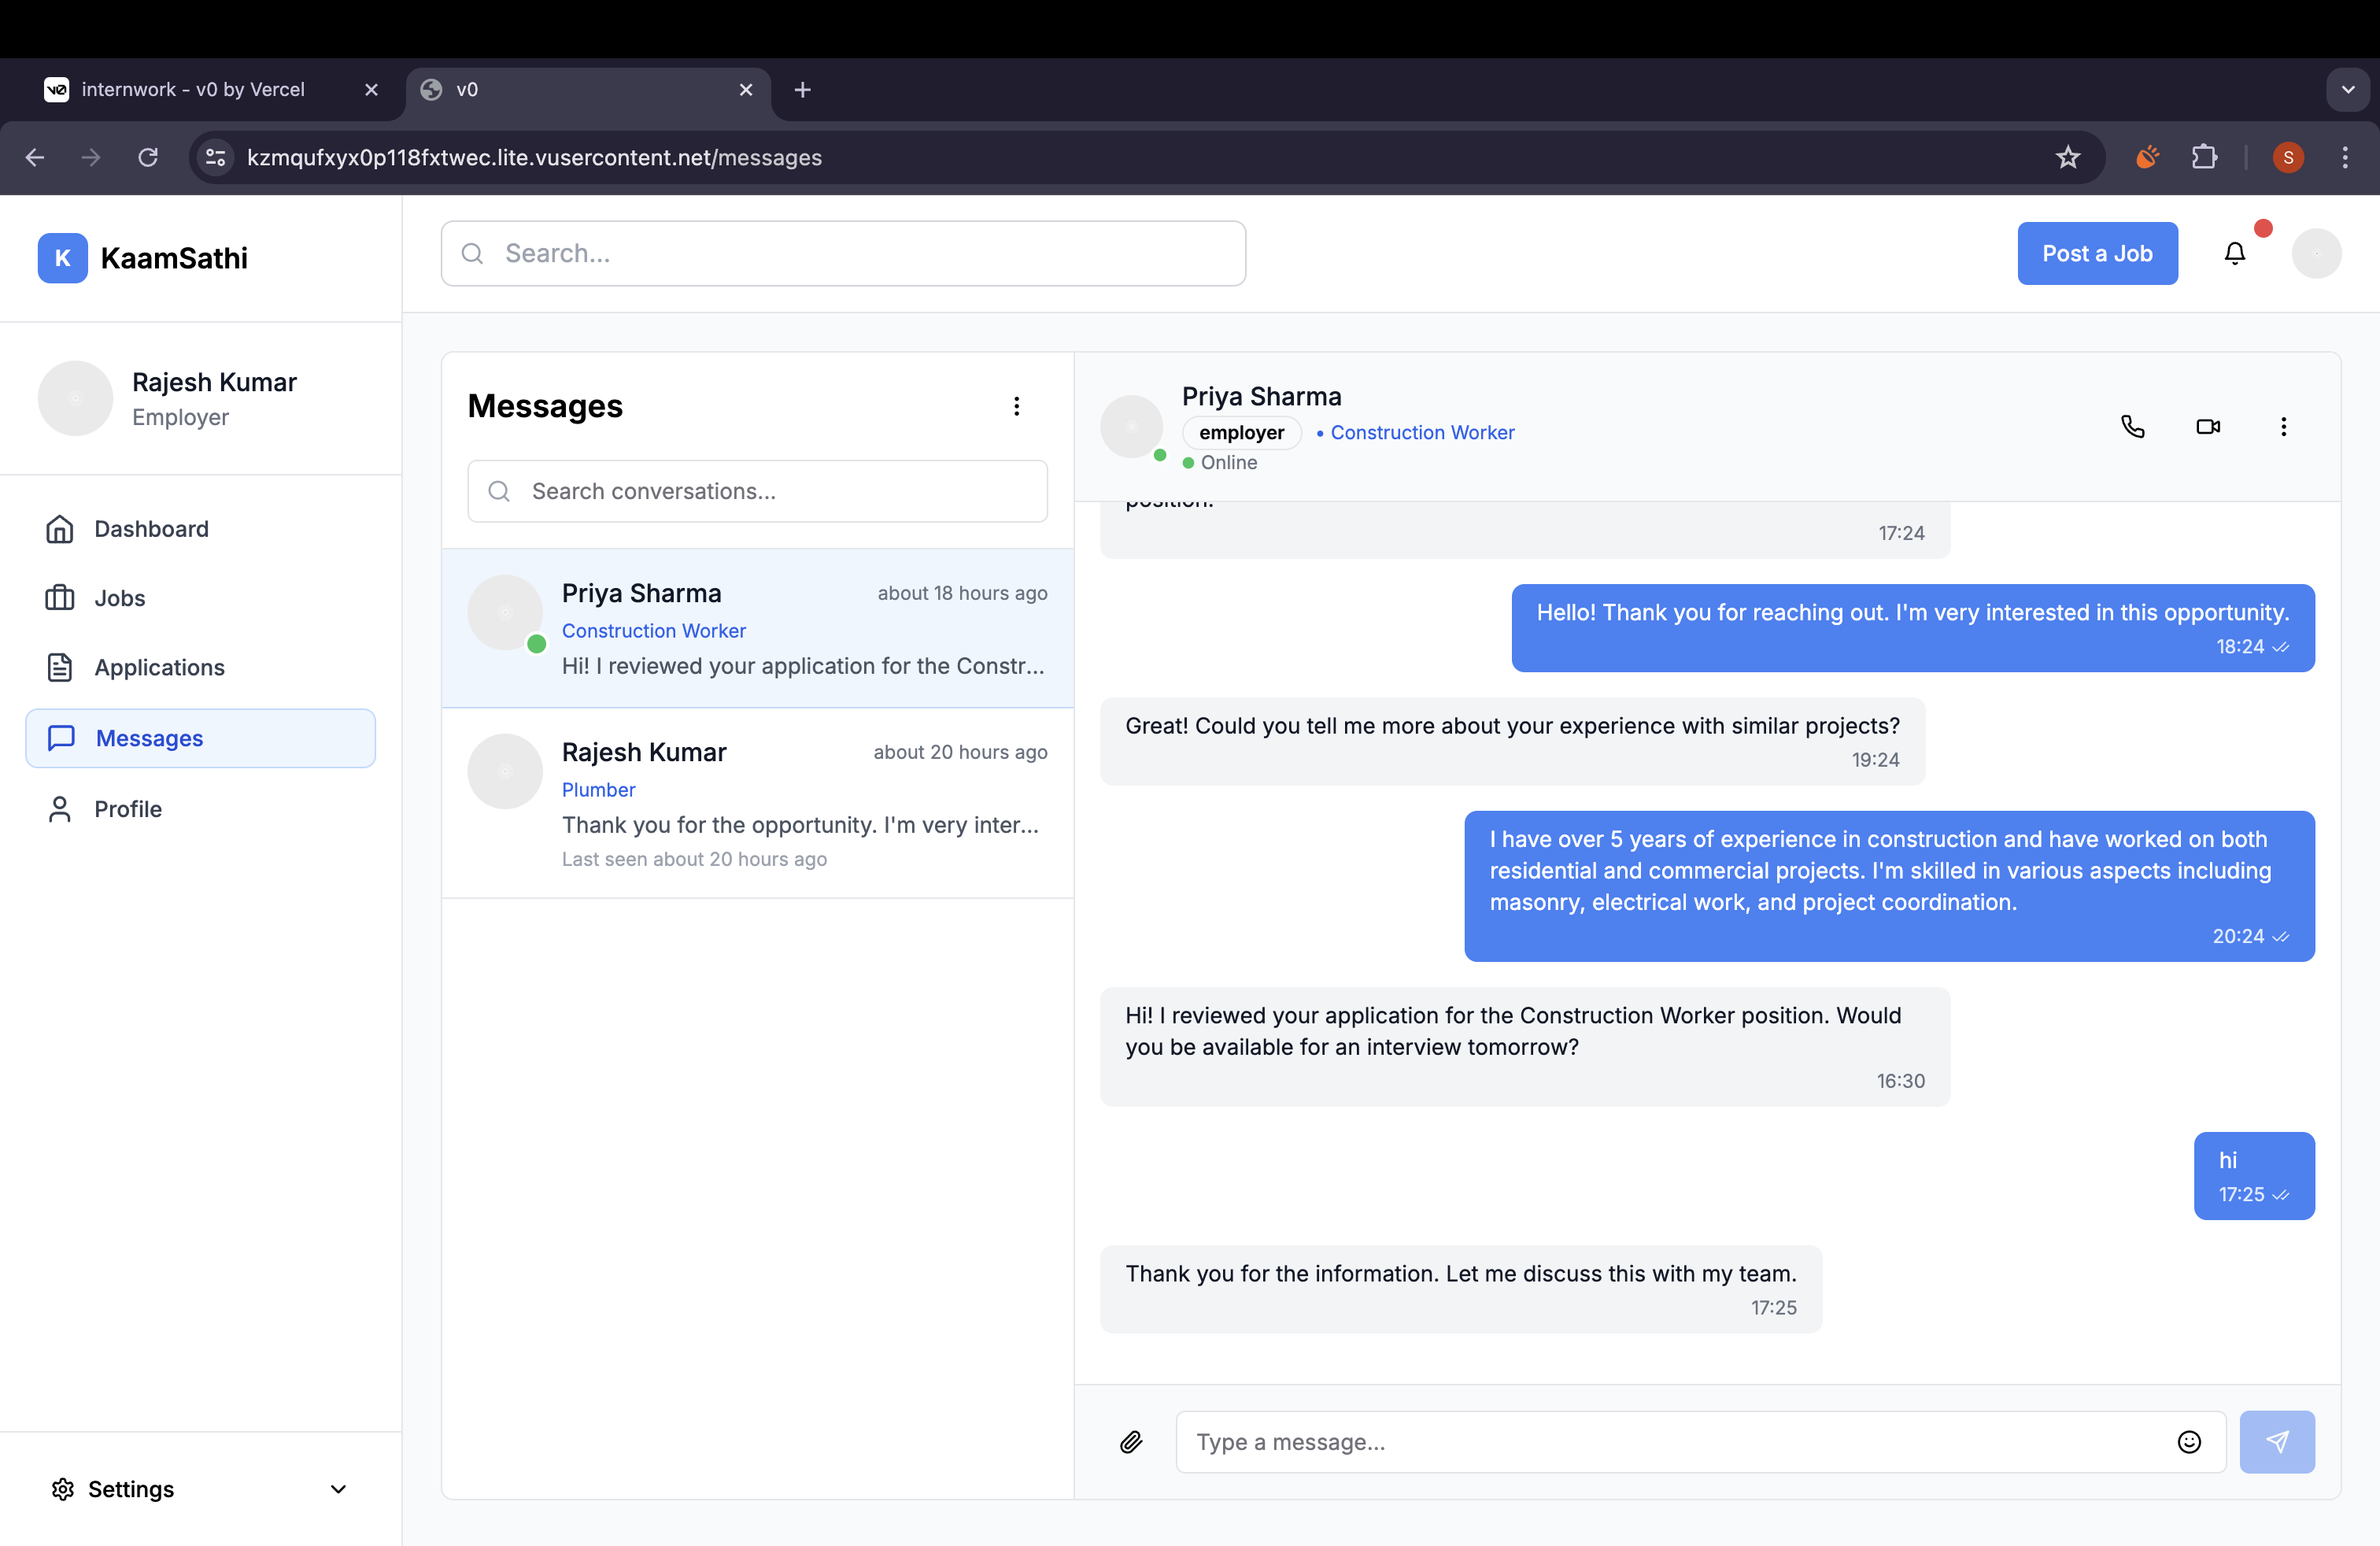 internwork - v0 by Vercel
v0
kzmqufxyx0p118fxtwec.lite.vusercontent.net/messages
S
K
KaamSathi
Search...
Post a Job
Rajesh Kumar
Employer
Dashboard
Jobs
Applications
Messages
Profile
Settings
Messages
Search conversations...
Priya Sharma
about 18 hours ago
Construction Worker
Hi! I reviewed your application for the Constr...
Rajesh Kumar
about 20 hours ago
Plumber
Thank you for the opportunity. I'm very inter...
Last seen about 20 hours ago
Priya Sharma
employer • Construction Worker
Online
position.
17:24
Hello! Thank you for reaching out. I'm very interested in this opportunity.
18:24
Great! Could you tell me more about your experience with similar projects?
19:24
I have over 5 years of experience in construction and have worked on both
residential and commercial projects. I'm skilled in various aspects including
masonry, electrical work, and project coordination.
20:24
Hi! I reviewed your application for the Construction Worker position. Would
you be available for an interview tomorrow?
16:30
hi
17:25
Thank you for the information. Let me discuss this with my team.
17:25
Type a message...